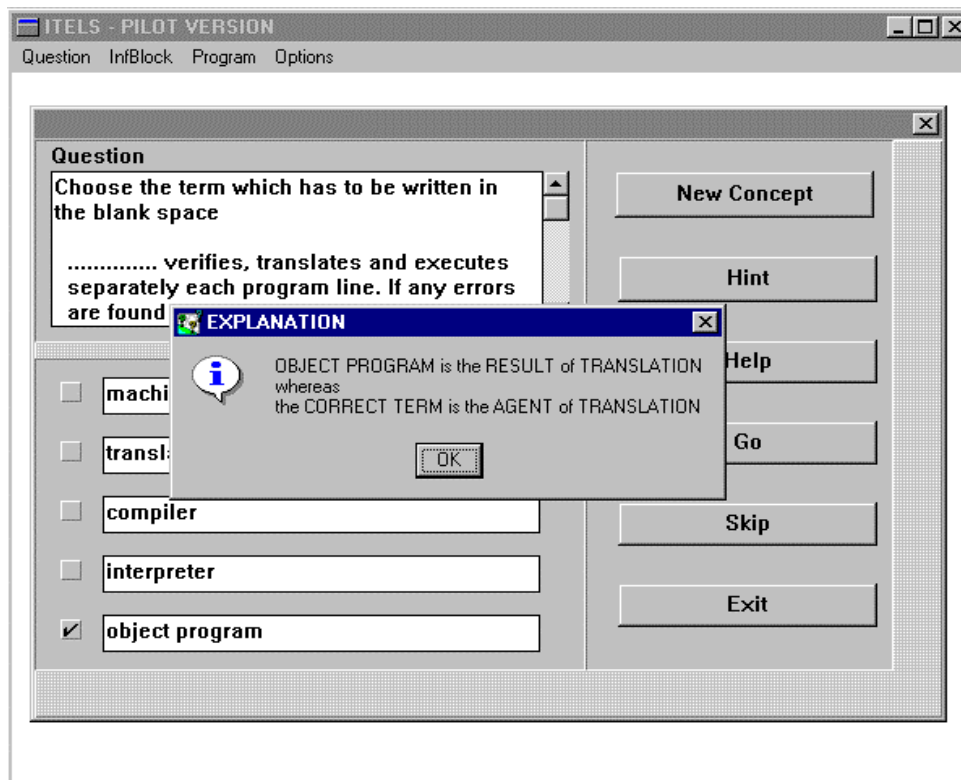 ITELS - PILOT VERSION
Question InfBlock Program Options
Question
Choose the term which has to be written in
the blank space
.............. verifies, translates and executes
separately each program line. If any errors
are found
New Concept
Hint
Help
Go
Skip
Exit
EXPLANATION
OBJECT PROGRAM is the RESULT of TRANSLATION
whereas
the CORRECT TERM is the AGENT of TRANSLATION
OK
compiler
interpreter
object program